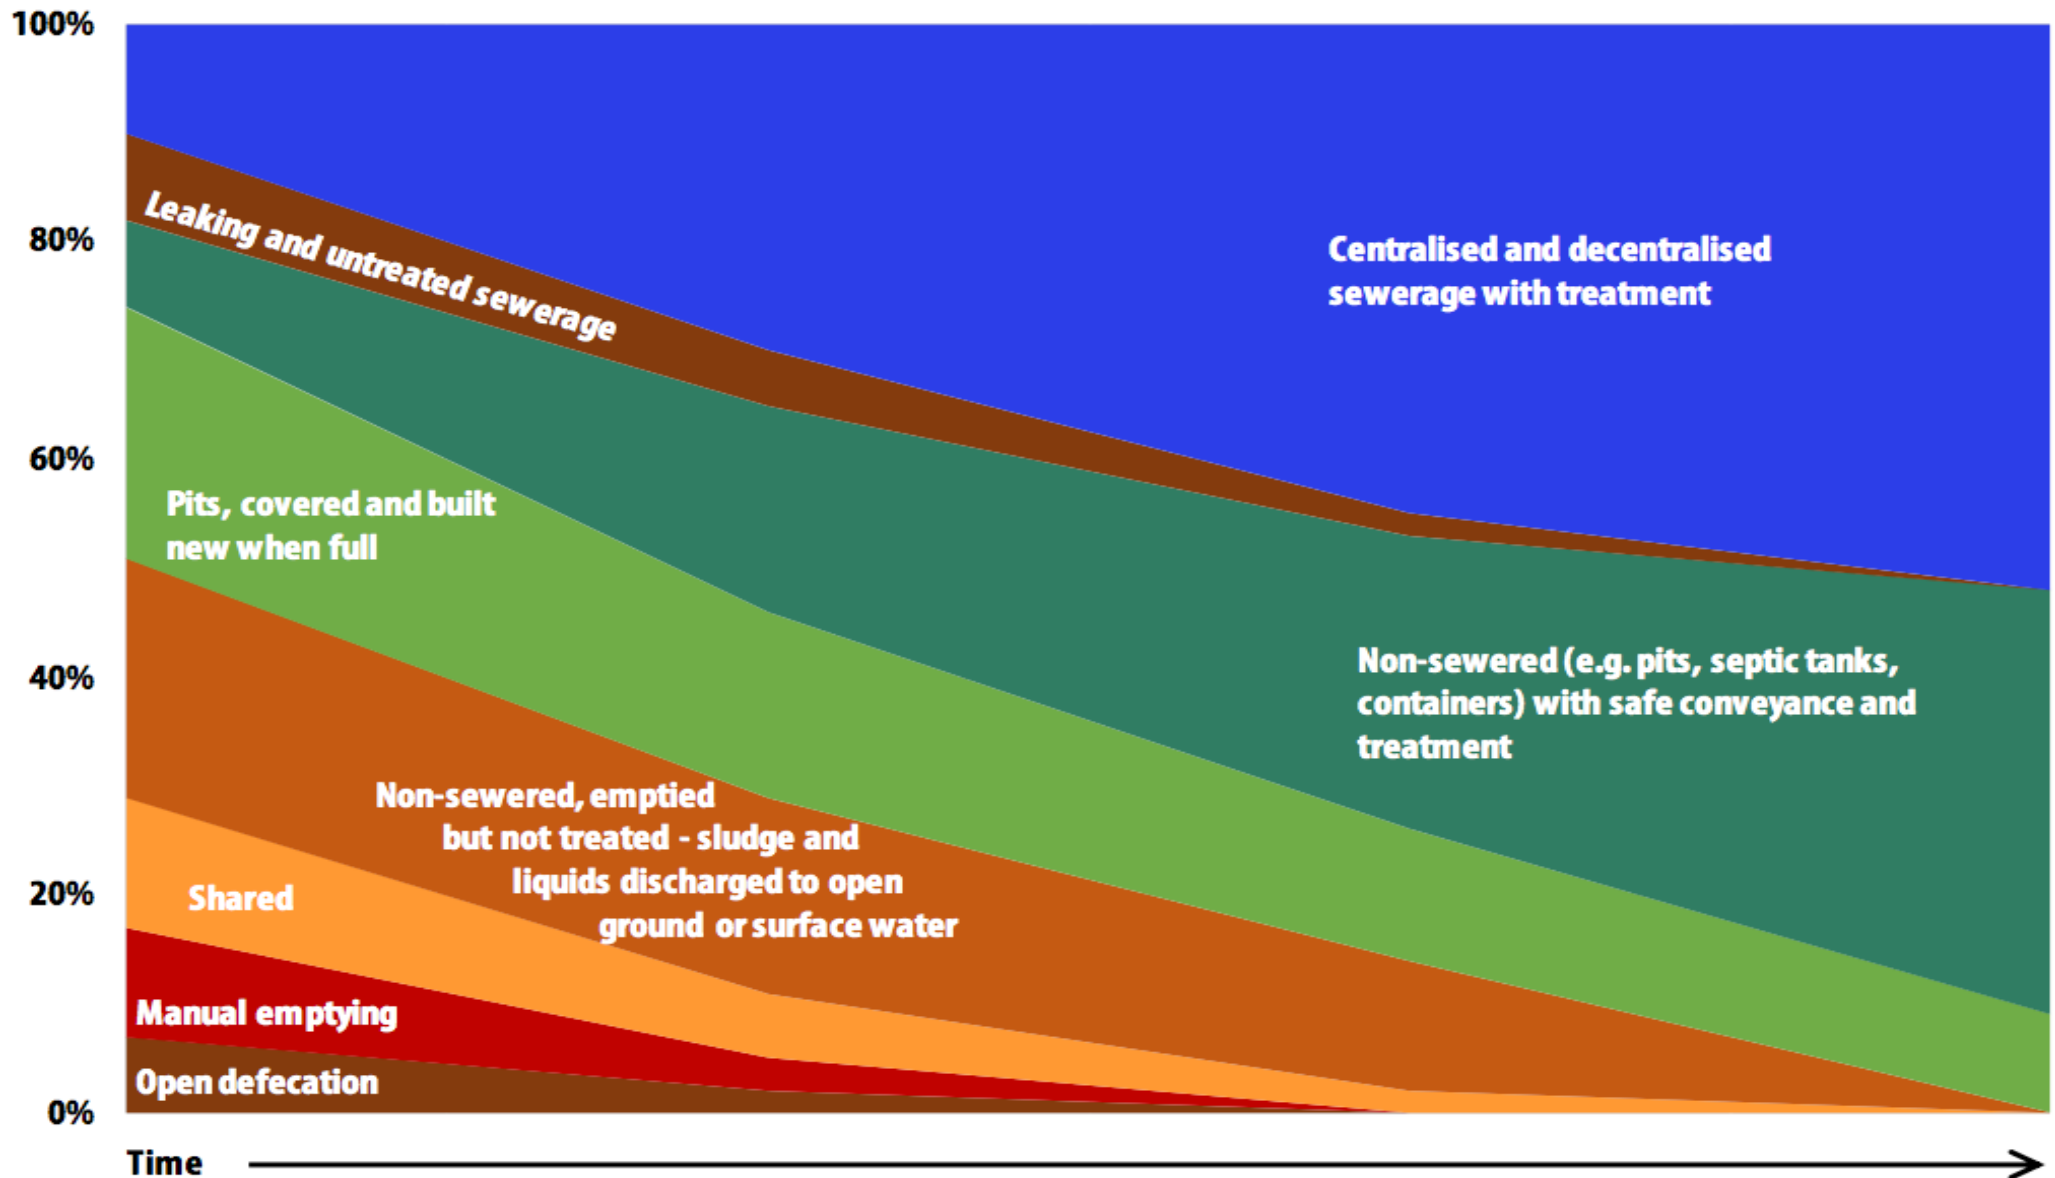 100%
80%
60%
40%
20%
0%
Leaking and untreated sewerage
Centralised and decentralised
sewerage with treatment
Pits, covered and built
new when full
Non-sewered (e.g. pits, septic tanks,
containers) with safe conveyance and
treatment
Non-sewered, emptied
but not treated - sludge and
liquids discharged to open
ground or surface water
Shared
Manual emptying
Open defecation
Time